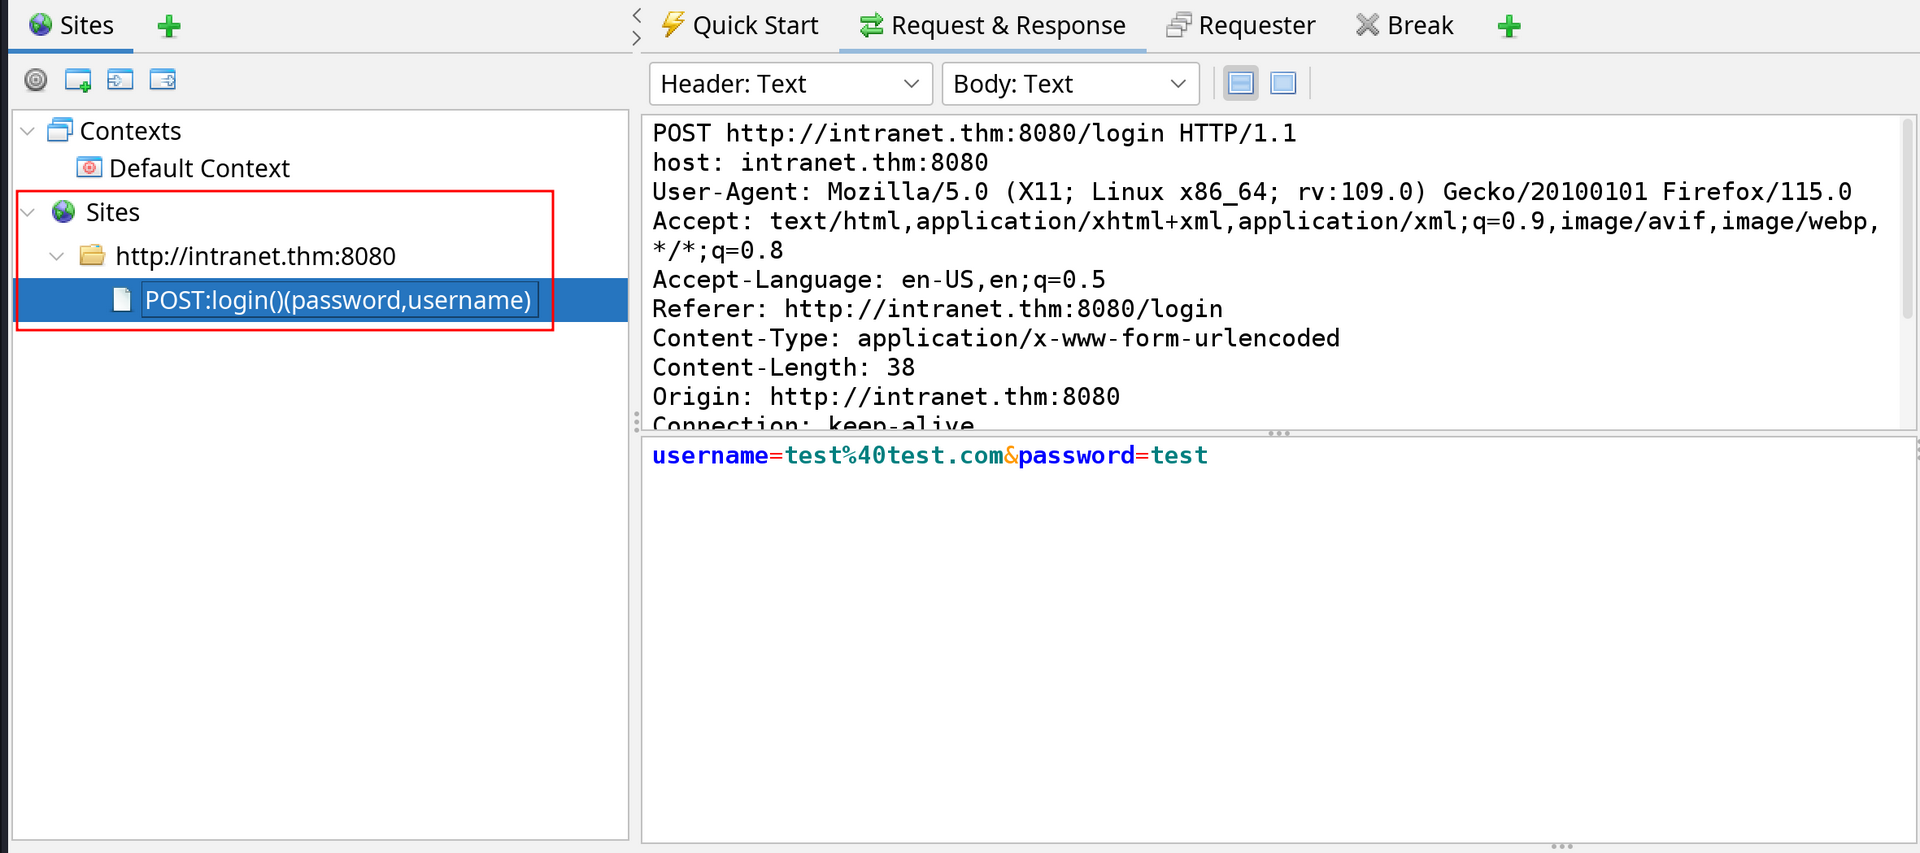 Sites
Quick Start
Request & Response
Requester
Break
Header: Text
Body: Text
Contexts
Default Context
Sites
http://intranet.thm:8080
POST:login()(password,username)
POST http://intranet.thm:8080/login HTTP/1.1
host: intranet.thm:8080
User-Agent: Mozilla/5.0 (X11; Linux x86_64; rv:109.0) Gecko/20100101 Firefox/115.0
Accept: text/html,application/xhtml+xml,application/xml;q=0.9,image/avif,image/webp,
*/*;q=0.8
Accept-Language: en-US,en;q=0.5
Referer: http://intranet.thm:8080/login
Content-Type: application/x-www-form-urlencoded
Content-Length: 38
Origin: http://intranet.thm:8080
Connection: keep-alive
username=test%40test.com&password=test